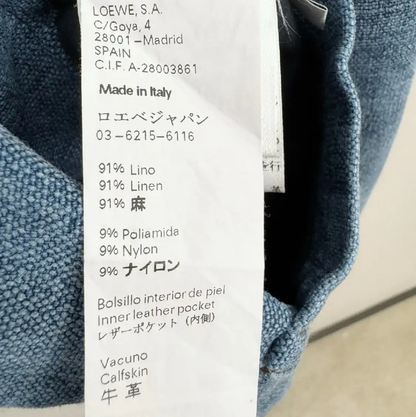 LOEWE, S.A.
C/Goya, 4
28001 – Madrid
SPAIN
C.I.F. A-28003861
Made in Italy
ロエベジャパン
03-6215-6116
91% Lino
91% Linen
91% 麻
9% Poliamida
9% Nylon
9% ナイロン
Bolsillo interior de piel
Inner leather pocket
レザーポケット (内側)
Vacuno
Calfskin
牛革